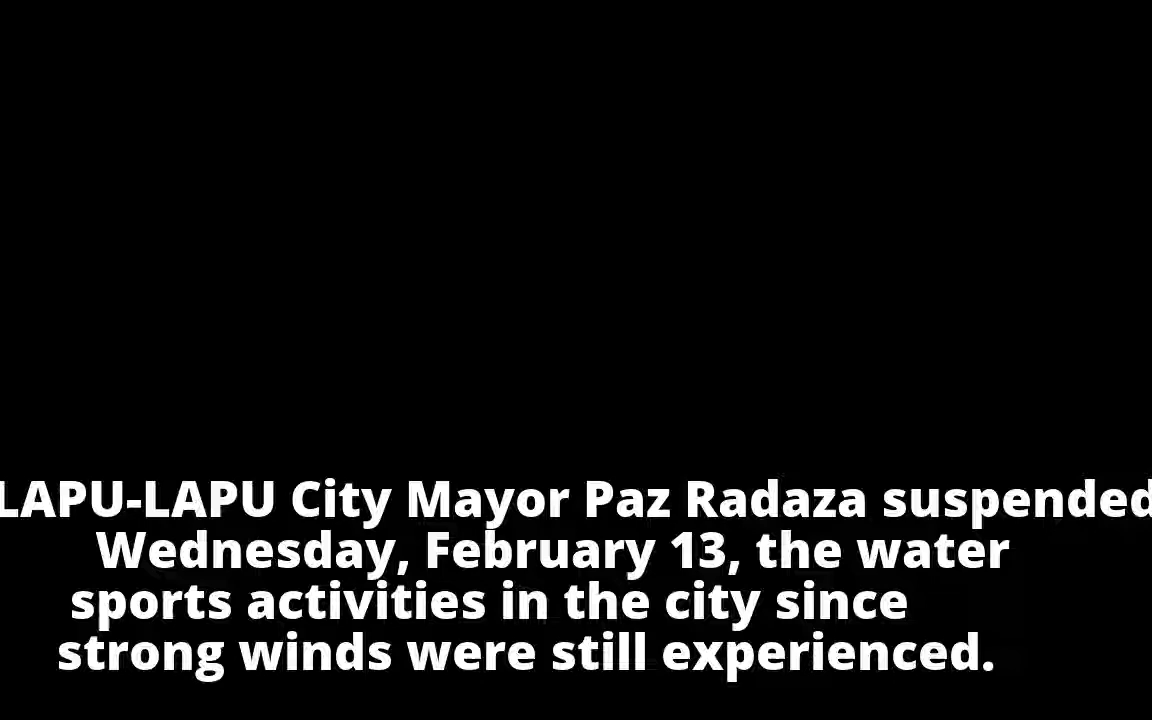 LAPU-LAPU City Mayor Paz Radaza suspended
Wednesday, February 13, the water
sports activities in the city since
strong winds were still experienced.